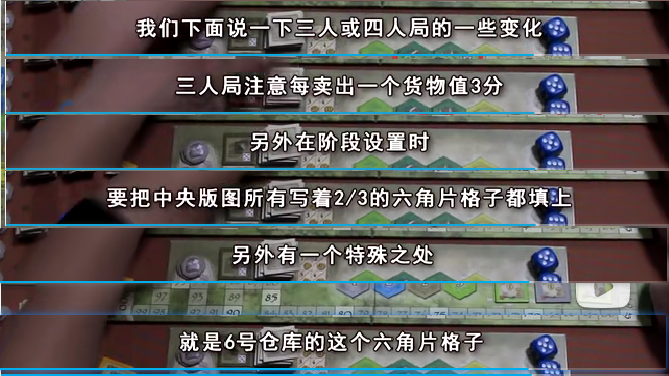 我们下面说一下三人或四人局的一些变化
三人局注意每卖出一个货物值3分
另外在阶段设置时
要把中央版图所有写着2/3的六角片格子都填上
另外有一个特殊之处
97 93 89 85
就是6号仓库的这个六角片格子